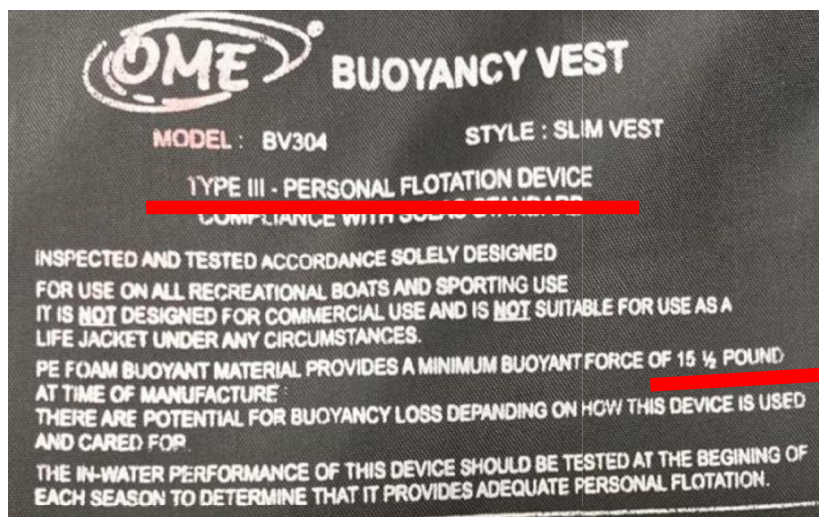 OME BUOYANCY VEST
MODEL : BV304 STYLE : SLIM VEST
TYPE III - PERSONAL FLOTATION DEVICE
COMPLIANCE WITH SOLAS STANDARD
INSPECTED AND TESTED ACCORDANCE SOLELY DESIGNED
FOR USE ON ALL RECREATIONAL BOATS AND SPORTING USE
IT IS NOT DESIGNED FOR COMMERCIAL USE AND IS NOT SUITABLE FOR USE AS A
LIFE JACKET UNDER ANY CIRCUMSTANCES.
PE FOAM BUOYANT MATERIAL PROVIDES A MINIMUM BUOYANT FORCE OF 15 ½ POUND
AT TIME OF MANUFACTURE
THERE ARE POTENTIAL FOR BUOYANCY LOSS DEPANDING ON HOW THIS DEVICE IS USED
AND CARED FOR
THE IN-WATER PERFORMANCE OF THIS DEVICE SHOULD BE TESTED AT THE BEGINING OF
EACH SEASON TO DETERMINE THAT IT PROVIDES ADEQUATE PERSONAL FLOTATION.